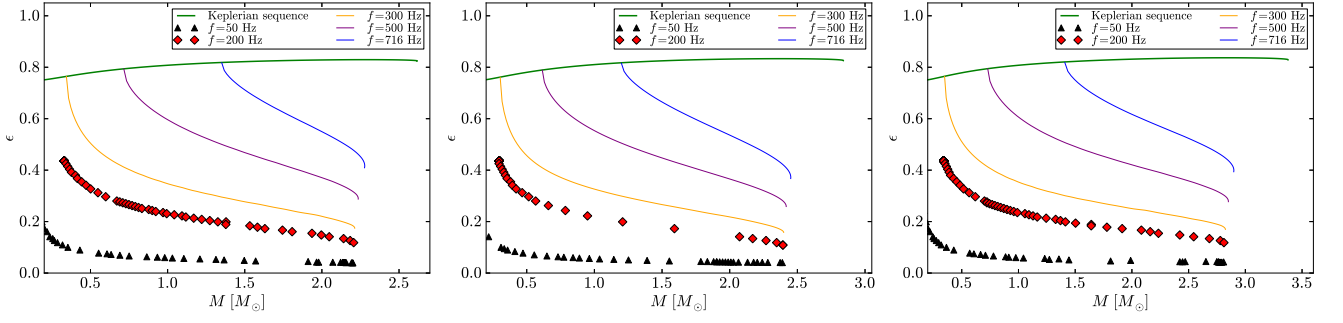 Keplerian sequence
f=50 Hz
f=200 Hz
f=300 Hz
f=500 Hz
f=716 Hz
1.0
0.8
0.6
0.4
0.2
0.0
ϵ
0.5 1.0 1.5 2.0 2.5
M [M⊙]
Keplerian sequence
f=50 Hz
f=200 Hz
f=300 Hz
f=500 Hz
f=716 Hz
1.0
0.8
0.6
0.4
0.2
0.0
ϵ
0.5 1.0 1.5 2.0 2.5 3.0
M [M⊙]
Keplerian sequence
f=50 Hz
f=200 Hz
f=300 Hz
f=500 Hz
f=716 Hz
1.0
0.8
0.6
0.4
0.2
0.0
ϵ
0.5 1.0 1.5 2.0 2.5 3.0 3.5
M [M⊙]